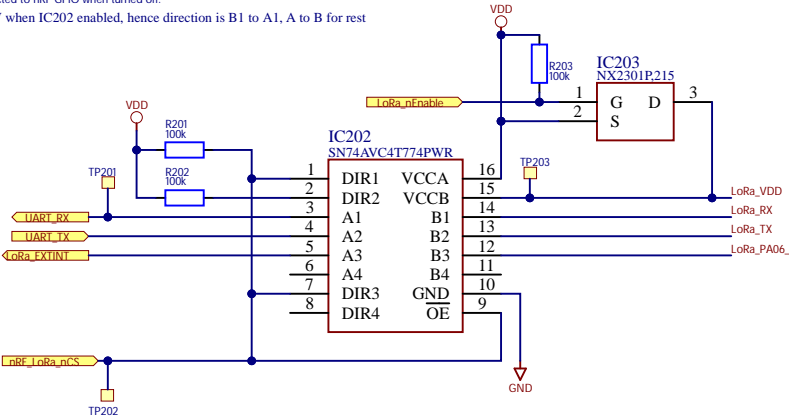 when IC202 enabled, hence direction is B1 to A1, A to B for rest
VDD
IC203
NX2301P,215
R203
100k
LoRa_nEnable
1
G
D
3
2
S
VDD
R201
100k
IC202
SN74AVC4T774PWR
TP201
R202
100k
TP203
1
DIR1
VCCA
16
2
DIR2
VCCB
15
LoRa_VDD
UART_RX
3
A1
B1
14
LoRa_RX
UART_TX
4
A2
B2
13
LoRa_TX
LoRa_EXTINT
5
A3
B3
12
LoRa_PA06_
6
A4
B4
11
7
DIR3
GND
10
8
DIR4
OE
9
nRF_LoRa_nCS
GND
TP202